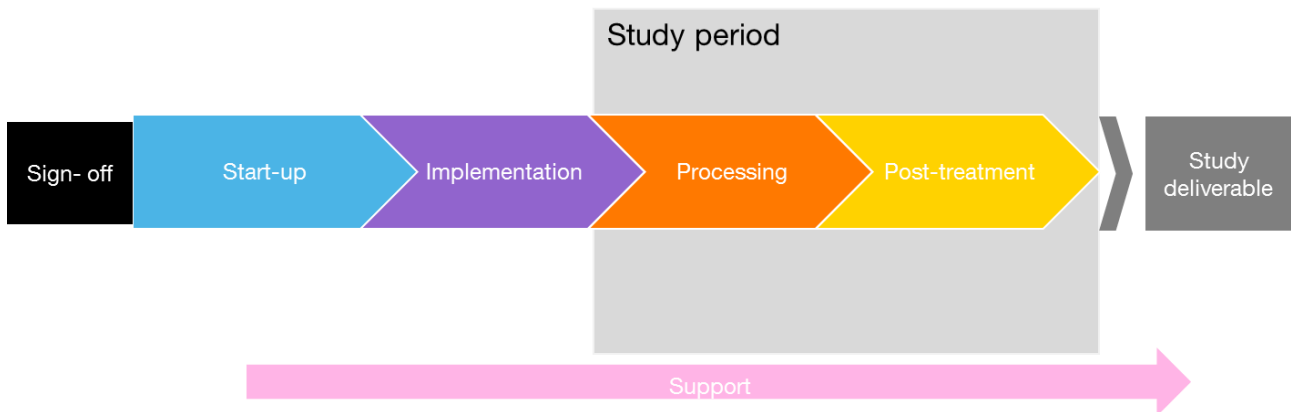 Study period
Sign- off
Start-up
Implementation
Processing
Post-treatment
Study
deliverable
Support